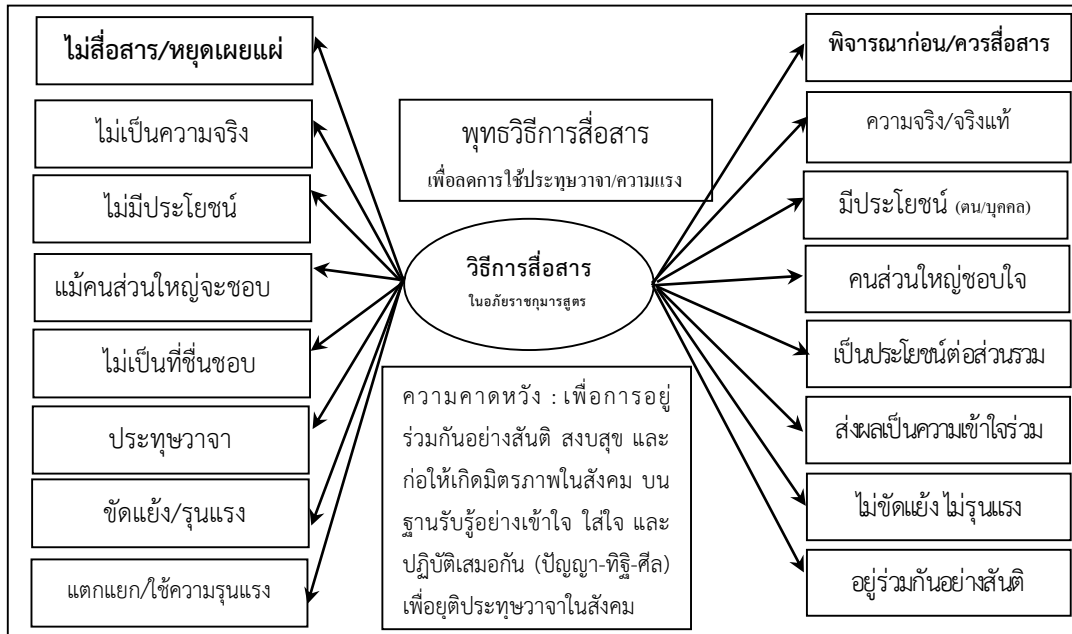 ไม่สื่อสาร/หยุดเผยแผ่
ไม่เป็นความจริง
ไม่มีประโยชน์
แม้คนส่วนใหญ่จะชอบ
ไม่เป็นที่ชื่นชอบ
ประทุษวาจา
ขัดแย้ง/รุนแรง
แตกแยก/ใช้ความรุนแรง
พุทธวิธีการสื่อสาร
เพื่อลดการใช้ประทุษวาจา/ความแรง
วิธีการสื่อสาร
ในอภัยราชกุมารสูตร
ความคาดหวัง : เพื่อการอยู่
ร่วมกันอย่างสันติ สงบสุข และ
ก่อให้เกิดมิตรภาพในสังคม บน
ฐานรับรู้อย่างเข้าใจ ใส่ใจ และ
ปฏิบัติเสมอกัน (ปัญญา-ทิฐิ-ศีล)
เพื่อยุติประทุษวาจาในสังคม
พิจารณาก่อน/ควรสื่อสาร
ความจริง/จริงแท้
มีประโยชน์ (ตน/บุคคล)
คนส่วนใหญ่ชอบใจ
เป็นประโยชน์ต่อส่วนรวม
ส่งผลเป็นความเข้าใจร่วม
ไม่ขัดแย้ง ไม่รุนแรง
อยู่ร่วมกันอย่างสันติ